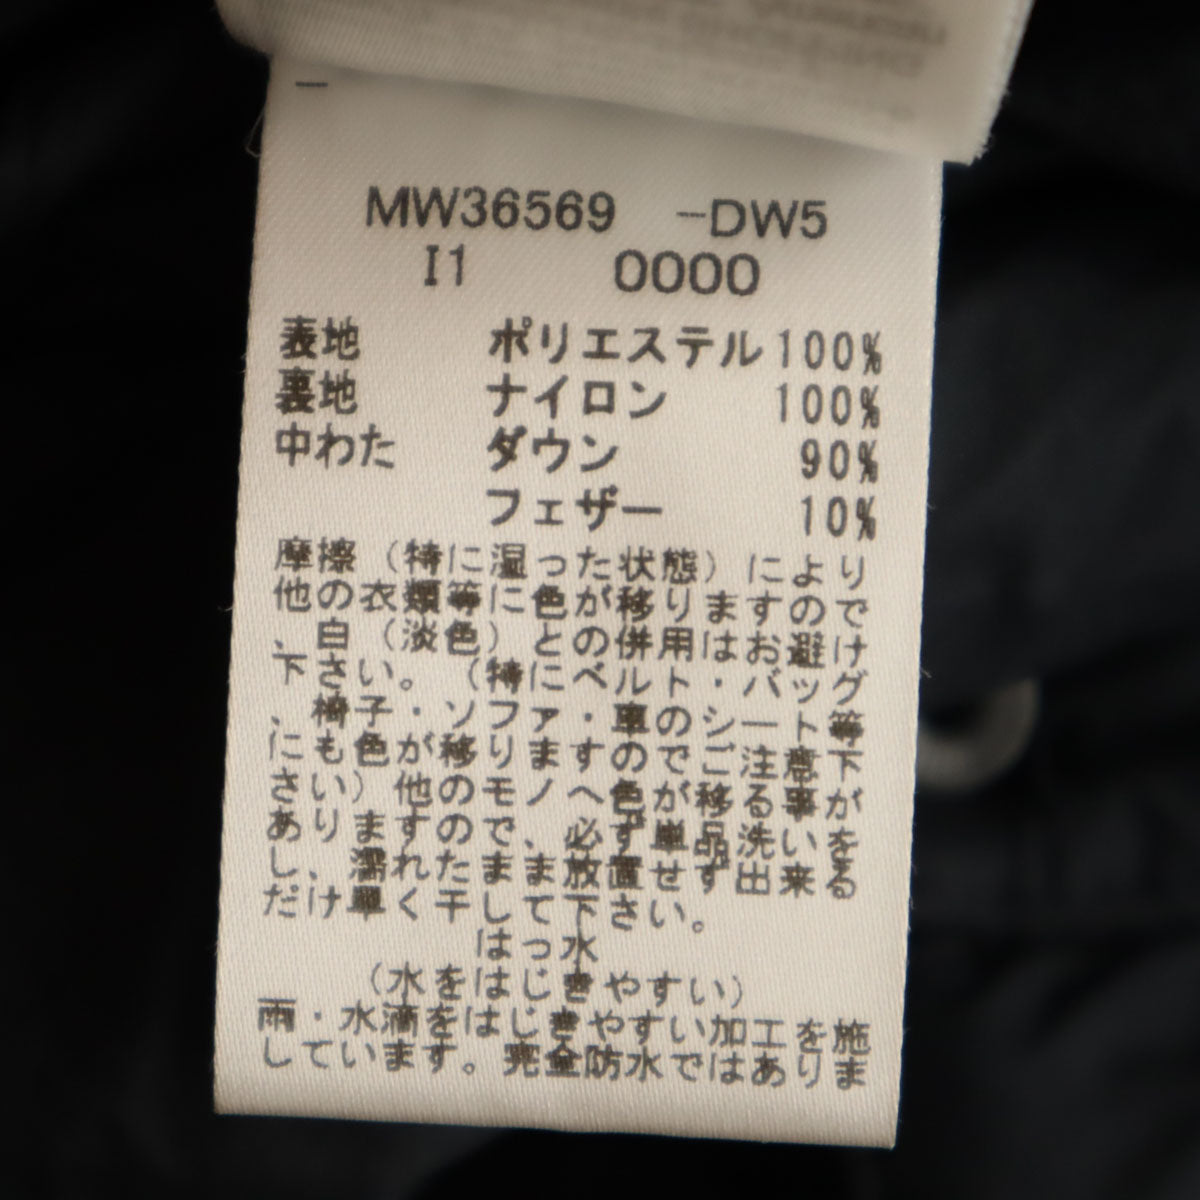 MW36569 -DW5
I1 0000
表地 ポリエステル100%
裏地 ナイロン 100%
中わた ダウン 90%
フェザー 10%
摩擦(特に湿った状態)により
他の衣類等に色が移りますので
、白(淡色)との併用はお避け
下さい。(特にベルト・バッグ
、椅子・ソファ・車のシート等
にも色が移りますのでご注意下
さい)他のモノへ色が移る事が
ありますので、必ず単品洗いを
し、濡れたまま放置せず出来る
だけ早く干して下さい。
はっ水
(水をはじきやすい)
雨・水滴をはじきやすい加工を施
しています。完全防水ではありま